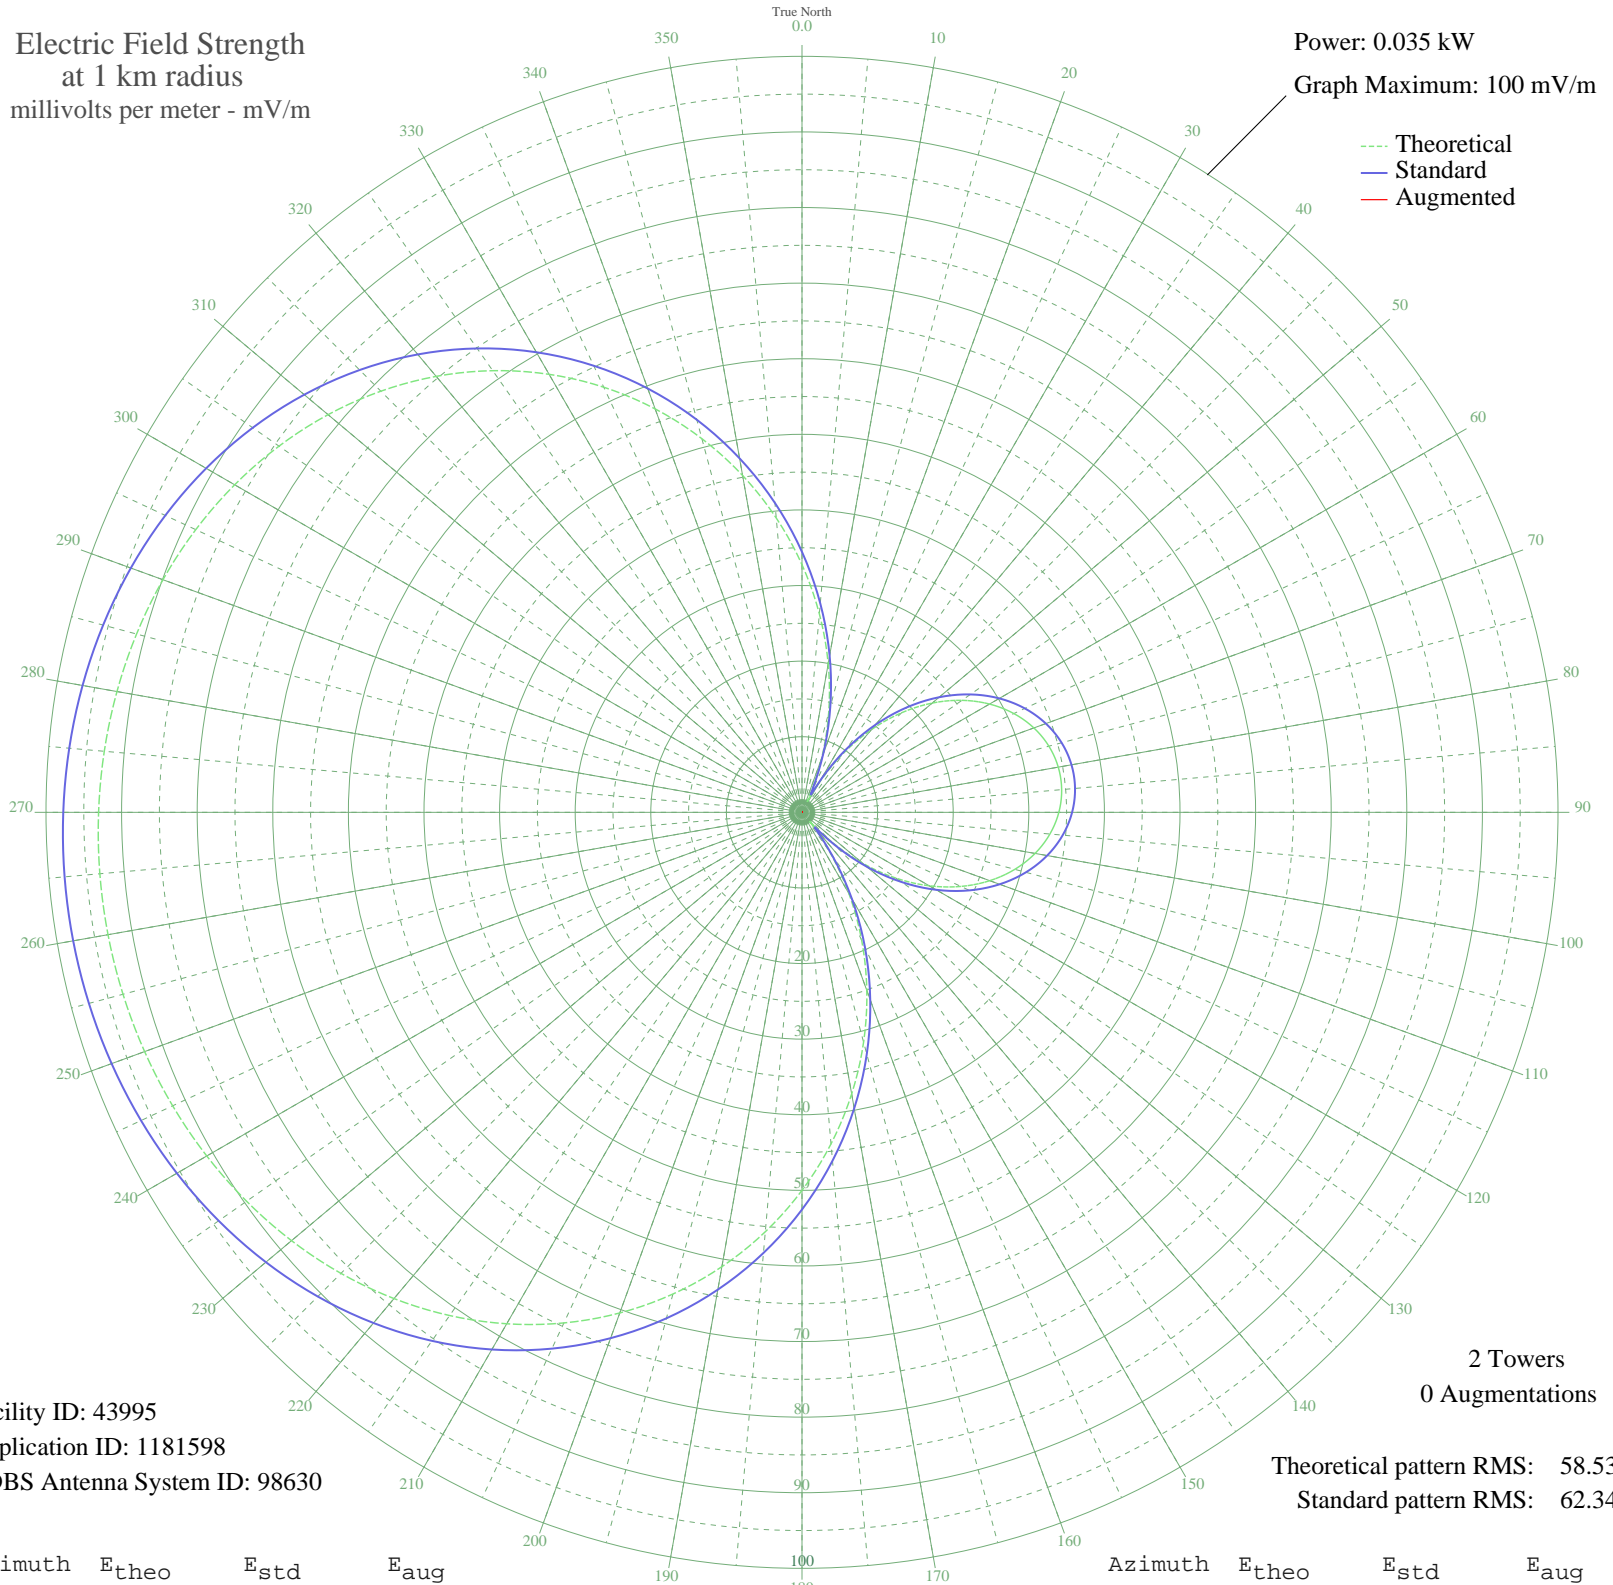 Electric Field Strength
at 1 km radius
millivolts per meter - mV/m
True North
0.0
10
20
30
40
50
60
70
80
90
100
110
120
130
140
150
160
170
190
200
210
220
230
240
250
260
270
280
290
300
310
320
330
340
350
Power: 0.035 kW
Graph Maximum: 100 mV/m
Theoretical
Standard
Augmented
20
30
40
50
60
70
80
90
100
2 Towers
0 Augmentations
cility ID: 43995
plication ID: 1181598
DBS Antenna System ID: 98630
Theoretical pattern RMS: 58.53
Standard pattern RMS: 62.34
imuth Etheo Estd Eaug
Azimuth Etheo Estd Eaug